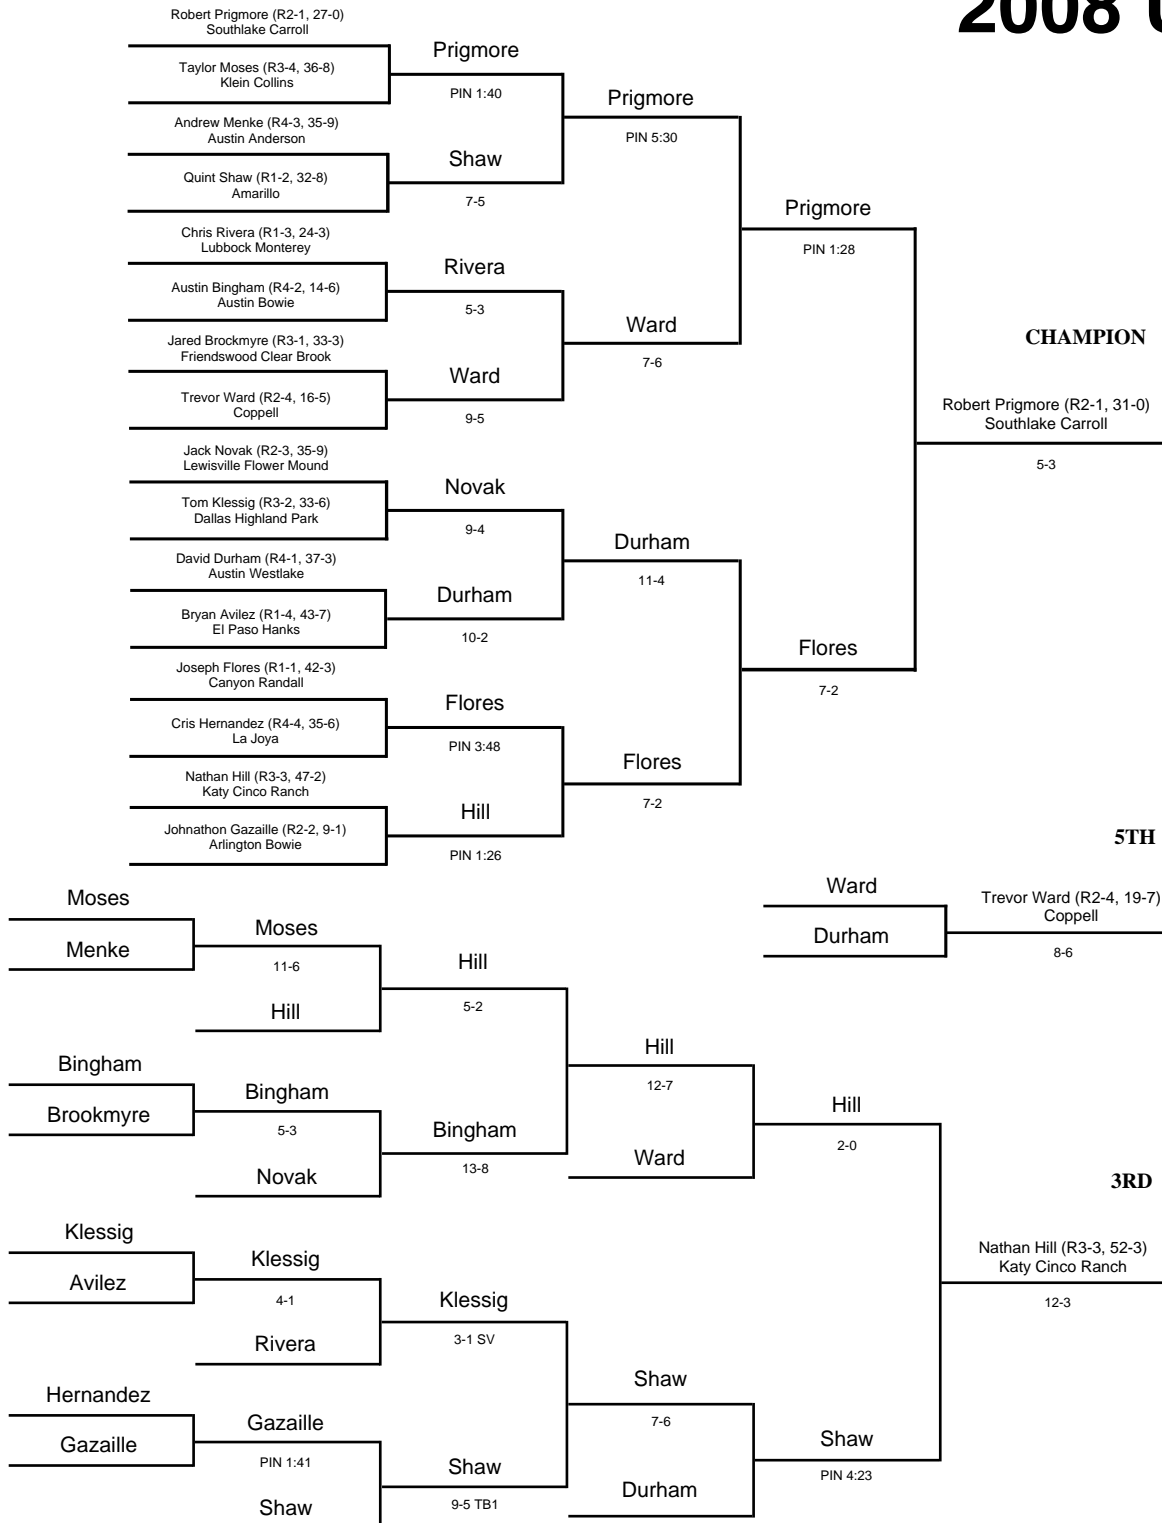 2008 U
Robert Prigmore (R2-1, 27-0)
Southlake Carroll
Prigmore
Taylor Moses (R3-4, 36-8)
Klein Collins
PIN 1:40
Prigmore
Andrew Menke (R4-3, 35-9)
Austin Anderson
PIN 5:30
Shaw
Quint Shaw (R1-2, 32-8)
Amarillo
7-5
Prigmore
Chris Rivera (R1-3, 24-3)
Lubbock Monterey
PIN 1:28
Rivera
Austin Bingham (R4-2, 14-6)
Austin Bowie
5-3
Ward
CHAMPION
Jared Brockmyre (R3-1, 33-3)
Friendswood Clear Brook
7-6
Ward
Trevor Ward (R2-4, 16-5)
Coppell
9-5
Robert Prigmore (R2-1, 31-0)
Southlake Carroll
Jack Novak (R2-3, 35-9)
Lewisville Flower Mound
5-3
Novak
Tom Klessig (R3-2, 33-6)
Dallas Highland Park
9-4
Durham
David Durham (R4-1, 37-3)
Austin Westlake
11-4
Durham
Bryan Avilez (R1-4, 43-7)
El Paso Hanks
10-2
Flores
Joseph Flores (R1-1, 42-3)
Canyon Randall
7-2
Flores
Cris Hernandez (R4-4, 35-6)
La Joya
PIN 3:48
Flores
Nathan Hill (R3-3, 47-2)
Katy Cinco Ranch
7-2
Hill
Johnathon Gazaille (R2-2, 9-1)
Arlington Bowie
PIN 1:26
5TH
Ward
Trevor Ward (R2-4, 19-7)
Coppell
Durham
8-6
Moses
Moses
Menke
11-6
Hill
Hill
5-2
Hill
Bingham
Bingham
12-7
Hill
Brookmyre
5-3
Bingham
2-0
Ward
Novak
13-8
3RD
Klessig
Klessig
Nathan Hill (R3-3, 52-3)
Katy Cinco Ranch
Avilez
4-1
Klessig
12-3
Rivera
3-1 SV
Shaw
Hernandez
Gazaille
7-6
Gazaille
PIN 1:41
Shaw
Shaw
PIN 4:23
Durham
Shaw
9-5 TB1